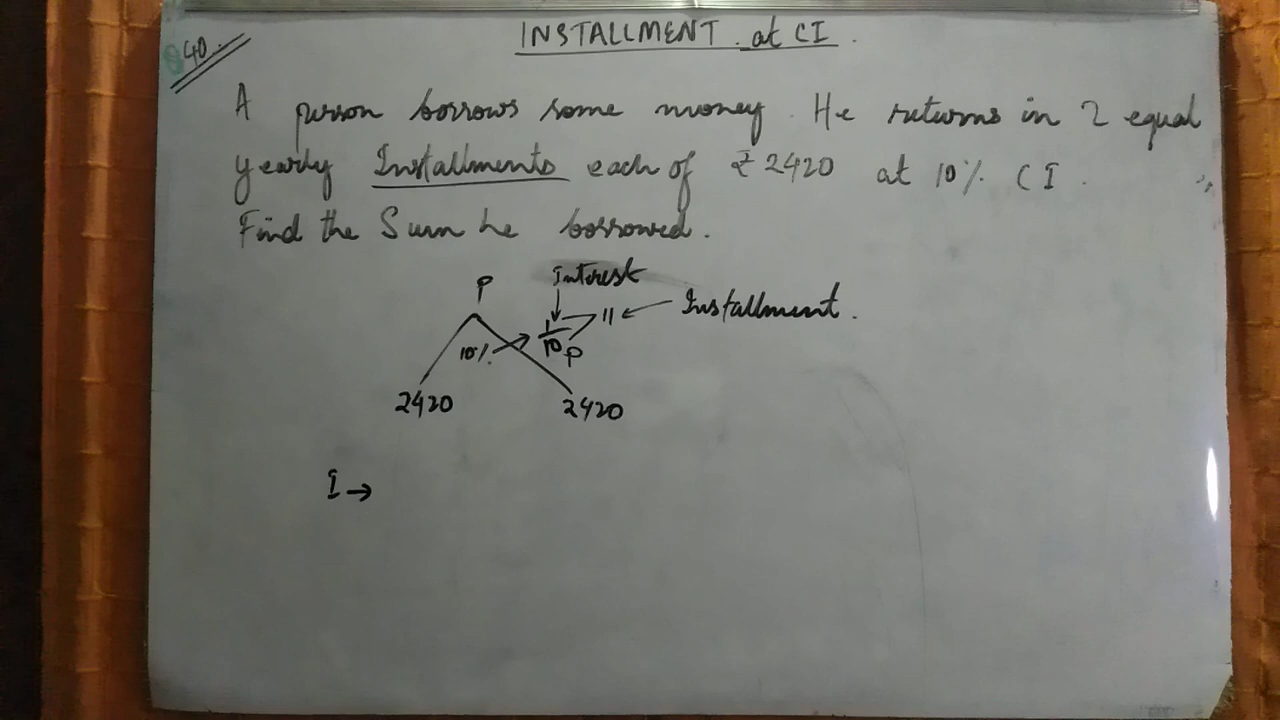 INSTALLMENT at CI.
Q 40.
A person borrows some money. He returns in 2 equal
yearly Installments each of ₹2420 at 10% CI.
Find the Sum he borrowed.
P Interest
1 11 ← Installment.
10% 10 P
2420 2420
I →